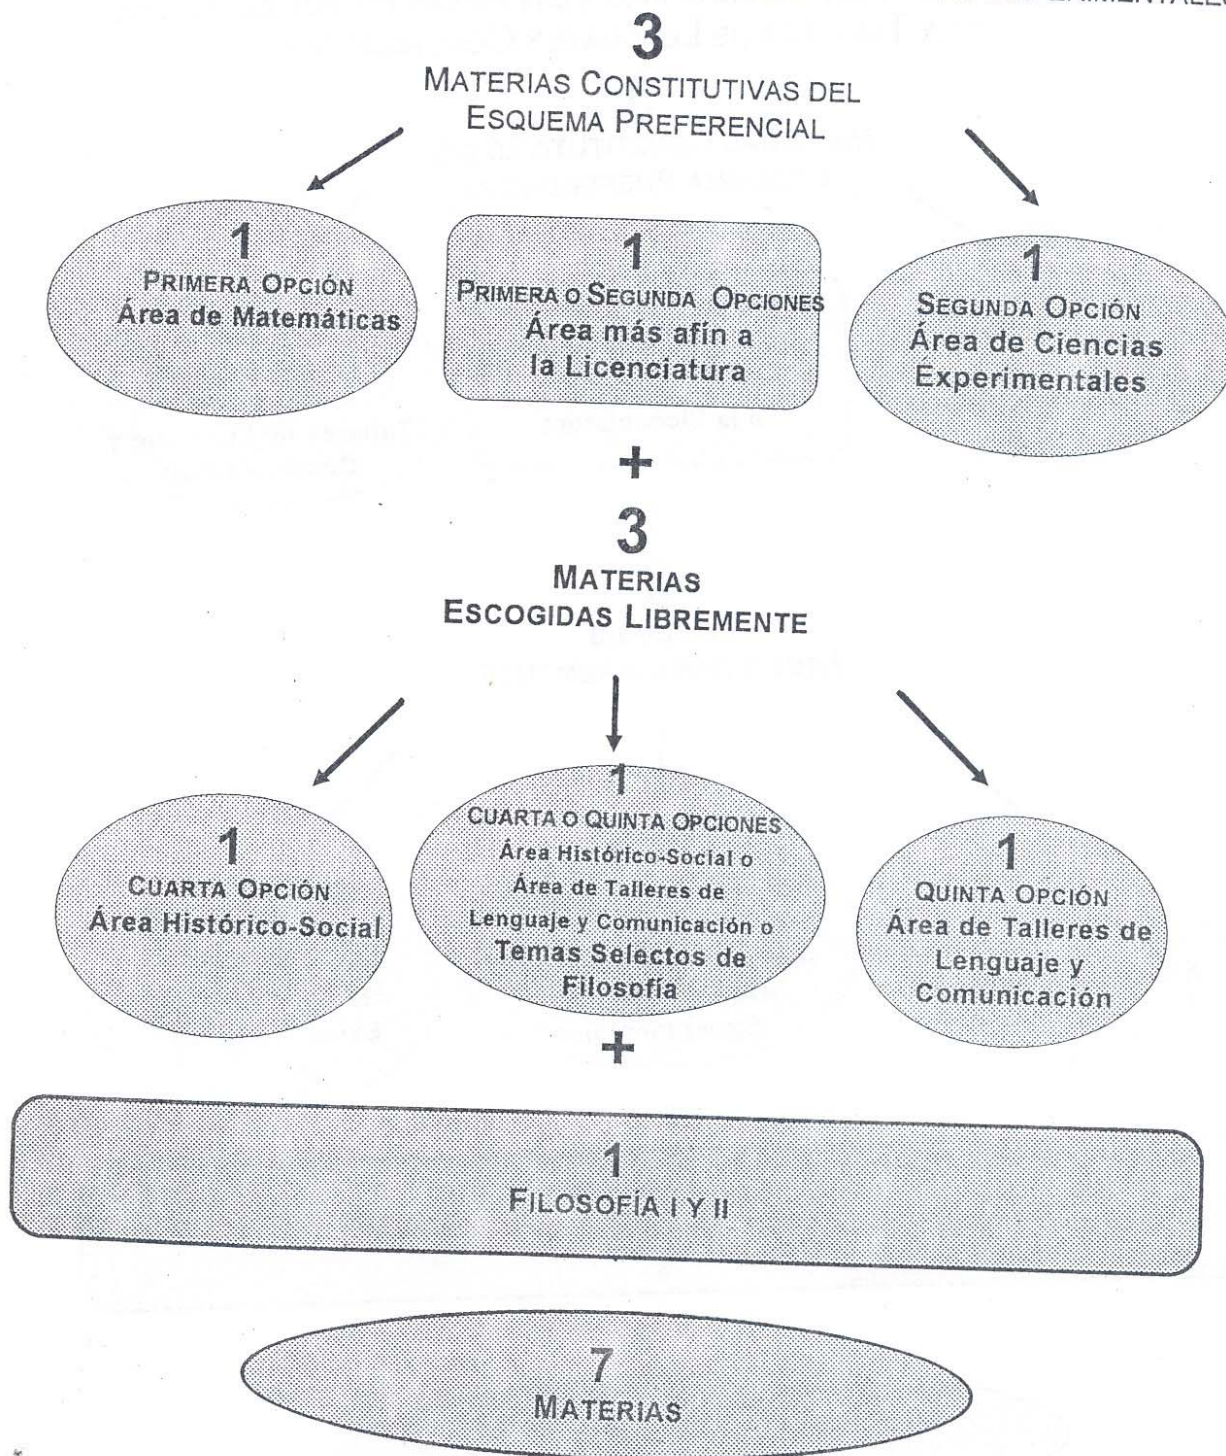 3
MATERIAS CONSTITUTIVAS DEL
ESQUEMA PREFERENCIAL
1
PRIMERA OPCIÓN
Área de Matemáticas
1
PRIMERA O SEGUNDA OPCIONES
Área más afín a
la Licenciatura
1
SEGUNDA OPCIÓN
Área de Ciencias
Experimentales
+
3
MATERIAS
ESCOGIDAS LIBREMENTE
1
CUARTA OPCIÓN
Área Histórico-Social
1
CUARTA O QUINTA OPCIONES
Área Histórico-Social o
Área de Talleres de
Lenguaje y Comunicación o
Temas Selectos de
Filosofía
1
QUINTA OPCIÓN
Área de Talleres de
Lenguaje y
Comunicación
+
1
FILOSOFÍA I Y II
7
MATERIAS